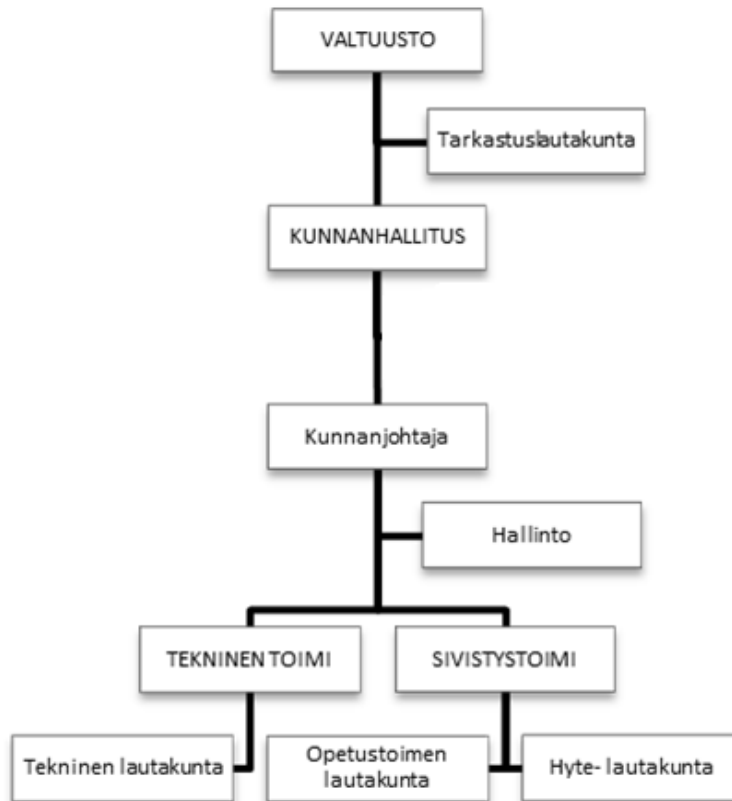 VALTUUSTO
Tarkastuslautakunta
KUNNANHALLITUS
Kunnanjohtaja
Hallinto
TEKNINEN TOIMI
SIVISTYSTOIMI
Tekninen lautakunta
Opetustoimen
lautakunta
Hyte- lautakunta